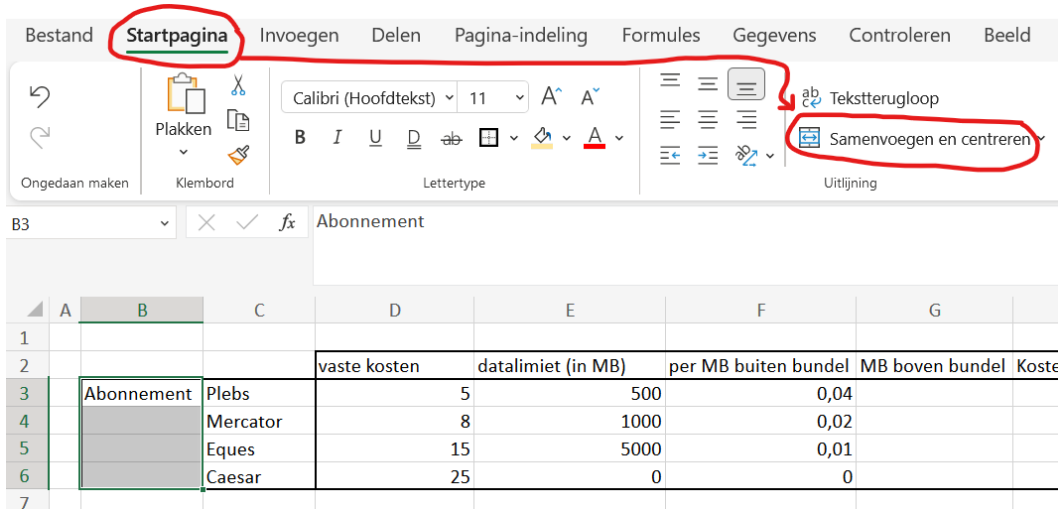 Bestand Startpagina Invoegen Delen Pagina-indeling Formules Gegevens Controleren Beeld
Calibri (Hoofdtekst) 11 A A ab c Tekstterugloop
Plakken B I U D ab A Samenvoegen en centreren
Ongedaan maken Klembord Lettertype Uitlijning
B3 fx Abonnement
A B C D E F G
1
2 vaste kosten datalimiet (in MB) per MB buiten bundel MB boven bundel Koste
3 Abonnement Plebs 5 500 0,04
4 Mercator 8 1000 0,02
5 Eques 15 5000 0,01
6 Caesar 25 0 0
7